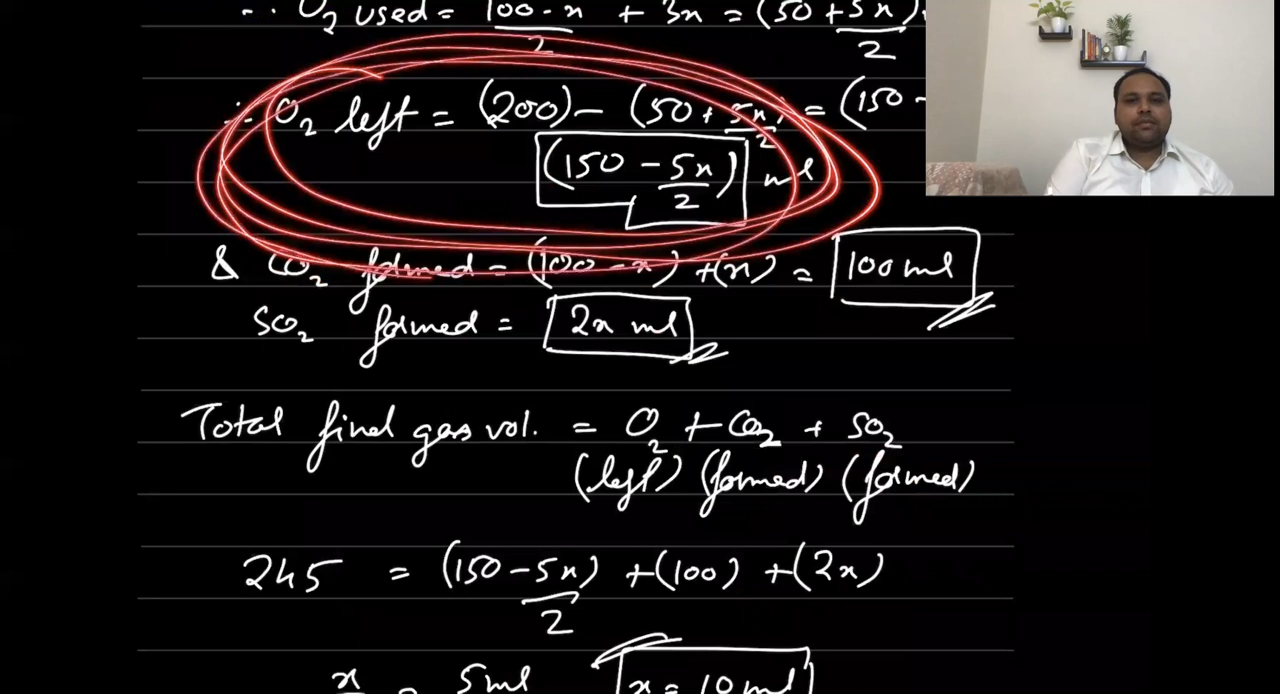 ∴ O₂ used = (100-x)/2 + 3x = (50 + 5x/2)
∴ O₂ left = (200) - (50 + 5x/2) = (150 -
(150 - 5x/2) ml
& CO₂ formed = (100 - x) + (x) = 100 ml
SO₂ formed = 2x ml
Total final gas vol. = O₂ + CO₂ + SO₂
(left) (formed) (formed)
245 = (150 - 5x/2) + (100) + (2x)
5 ml x = 10 ml